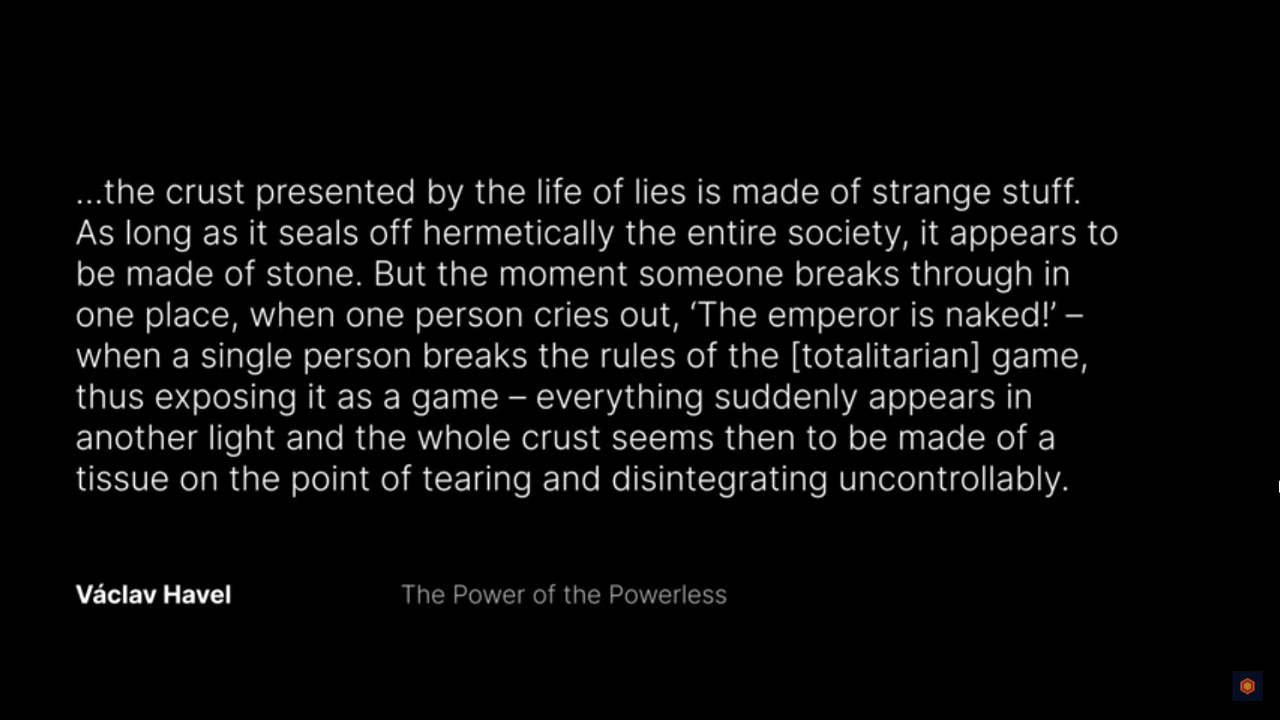 ...the crust presented by the life of lies is made of strange stuff.
As long as it seals off hermetically the entire society, it appears to
be made of stone. But the moment someone breaks through in
one place, when one person cries out, ‘The emperor is naked!’ –
when a single person breaks the rules of the [totalitarian] game,
thus exposing it as a game – everything suddenly appears in
another light and the whole crust seems then to be made of a
tissue on the point of tearing and disintegrating uncontrollably.
Václav Havel The Power of the Powerless